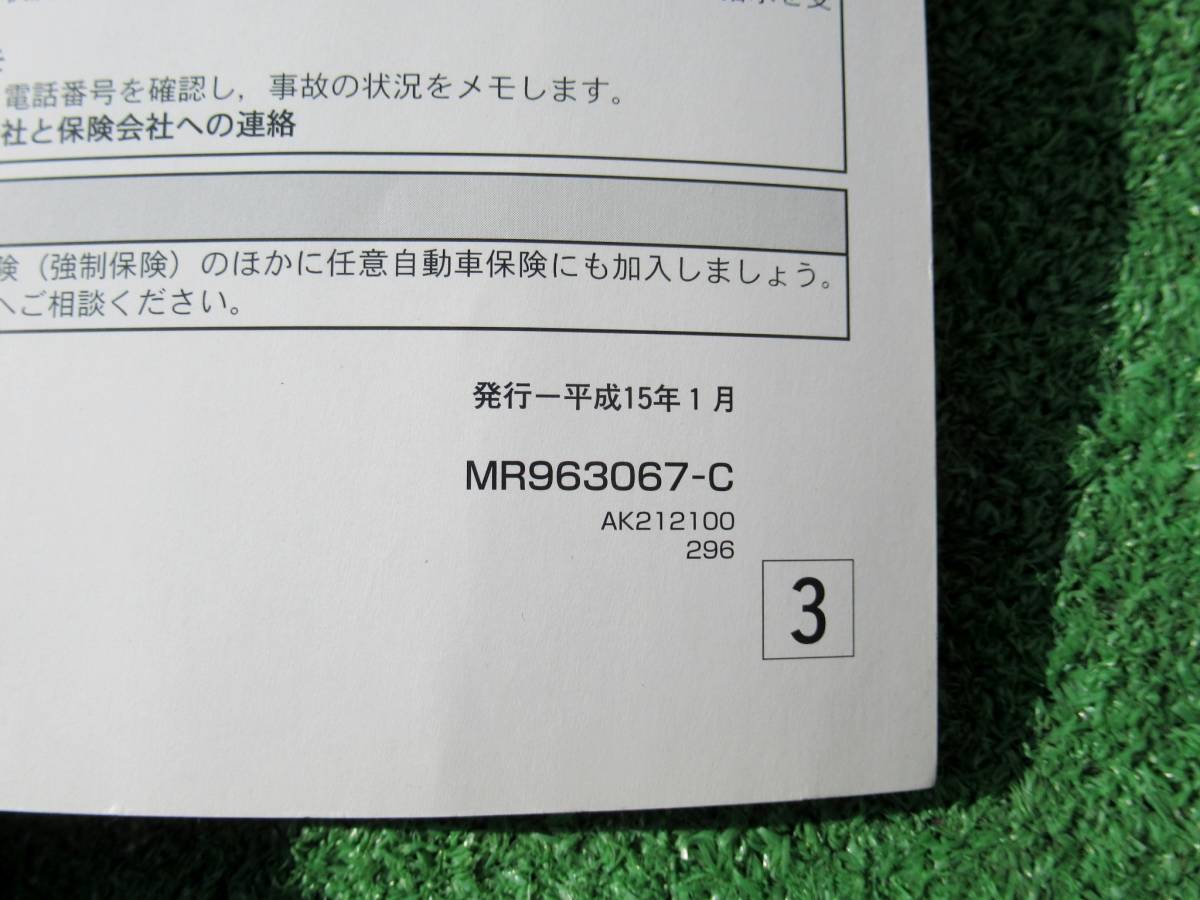 電話番号を確認し，事故の状況をメモします。
社と保険会社への連絡
険（強制保険）のほかに任意自動車保険にも加入しましょう。
へご相談ください。
発行ー平成15年1月
MR963067-C
AK212100
296
3